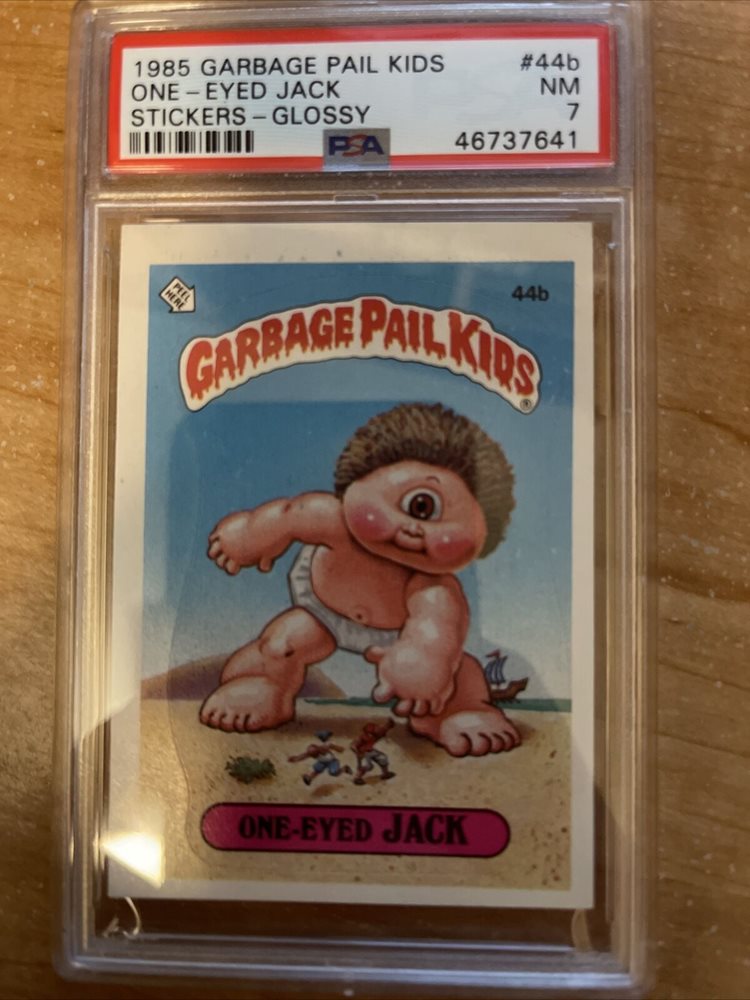 1985 GARBAGE PAIL KIDS #44b
ONE-EYED JACK NM
STICKERS-GLOSSY 7
PSA 46737641
PEEL
HERE
44b
GARBAGE PAIL KIDS
®
ONE-EYED JACK